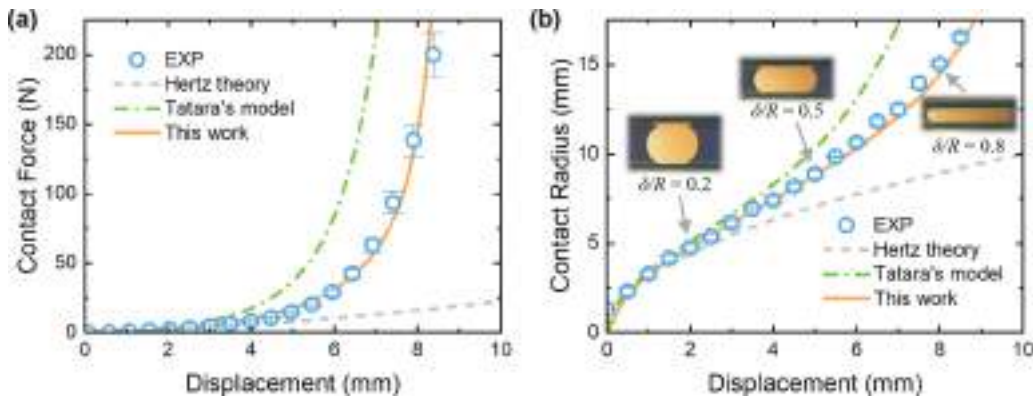 (a)
200
150
100
50
0
Contact Force (N)
EXP
Hertz theory
Tatara's model
This work
0 2 4 6 8 10
Displacement (mm)
(b)
15
10
5
0
Contact Radius (mm)
δ/R = 0.2
δ/R = 0.5
δ/R = 0.8
EXP
Hertz theory
Tatara's model
This work
0 2 4 6 8 10
Displacement (mm)